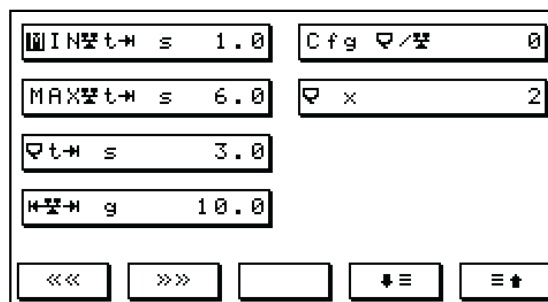 MIN t s 1.0
MAX t s 6.0
t s 3.0
g 10.0
Cfg / 0
x 2
«« »» ≡ ≡